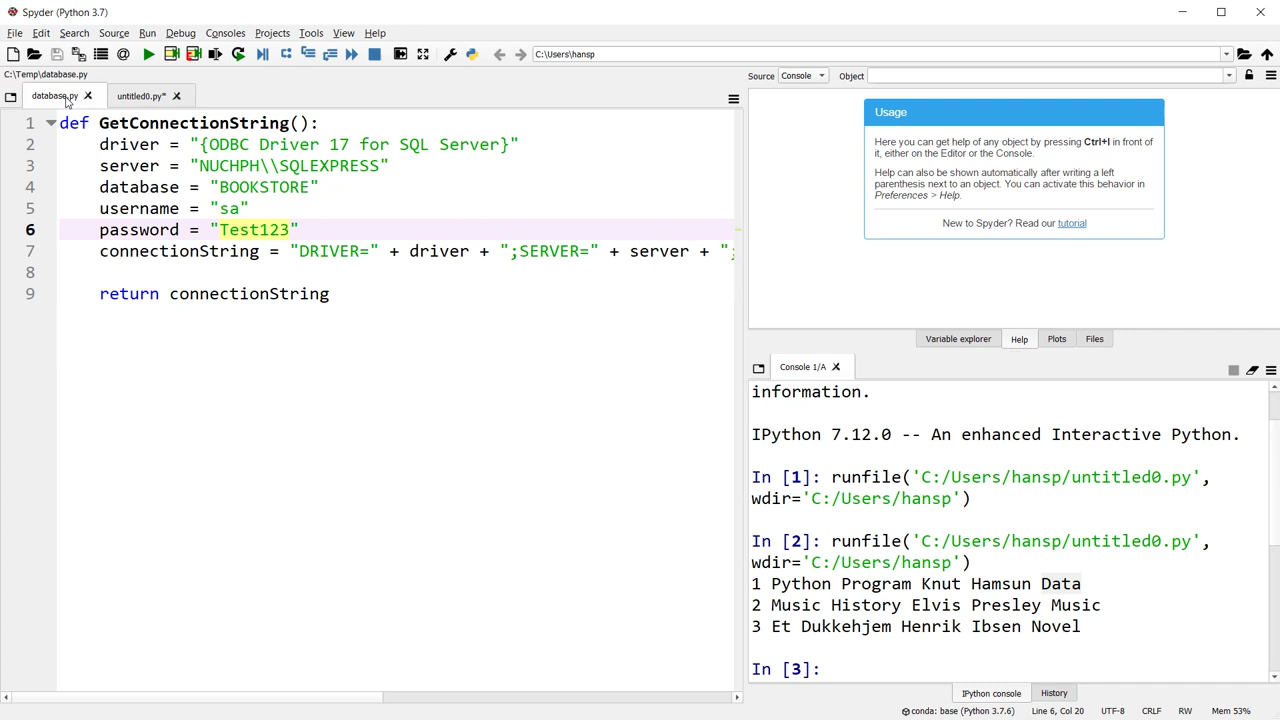 Spyder (Python 3.7)
File Edit Search Source Run Debug Consoles Projects Tools View Help
C:\Users\hansp
C:\Temp\database.py
database.py untitled0.py*
1 def GetConnectionString():
2 driver = "{ODBC Driver 17 for SQL Server}"
3 server = "NUCHPH\\SQLEXPRESS"
4 database = "BOOKSTORE"
5 username = "sa"
6 password = "Test123"
7 connectionString = "DRIVER=" + driver + ";SERVER=" + server + ";
8
9 return connectionString
Source Console Object
Usage
Here you can get help of any object by pressing Ctrl+I in front of
it, either on the Editor or the Console.
Help can also be shown automatically after writing a left
parenthesis next to an object. You can activate this behavior in
Preferences > Help.
New to Spyder? Read our tutorial
Variable explorer Help Plots Files
Console 1/A
information.
IPython 7.12.0 -- An enhanced Interactive Python.
In [1]: runfile('C:/Users/hansp/untitled0.py',
wdir='C:/Users/hansp')
In [2]: runfile('C:/Users/hansp/untitled0.py',
wdir='C:/Users/hansp')
1 Python Program Knut Hamsun Data
2 Music History Elvis Presley Music
3 Et Dukkehjem Henrik Ibsen Novel
In [3]:
IPython console History
conda: base (Python 3.7.6) Line 6, Col 20 UTF-8 CRLF RW Mem 53%